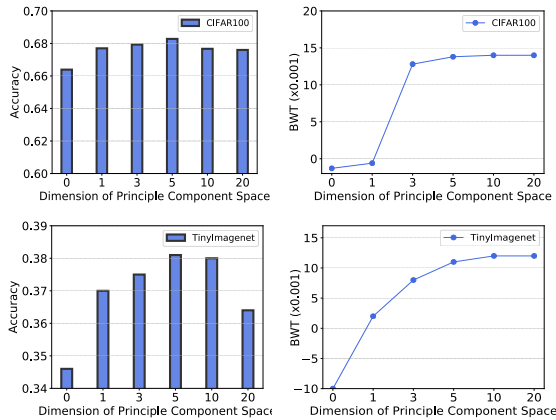 0.70
0.68
0.66
0.64
0.62
0.60
Accuracy
CIFAR100
0 1 3 5 10 20
Dimension of Principle Component Space
20
15
10
5
0
BWT (x0.001)
CIFAR100
0 1 3 5 10 20
Dimension of Principle Component Space
0.39
0.38
0.37
0.36
0.35
0.34
Accuracy
TinyImagenet
0 1 3 5 10 20
Dimension of Principle Component Space
15
10
5
0
−5
−10
BWT (x0.001)
TinyImagenet
0 1 3 5 10 20
Dimension of Principle Component Space